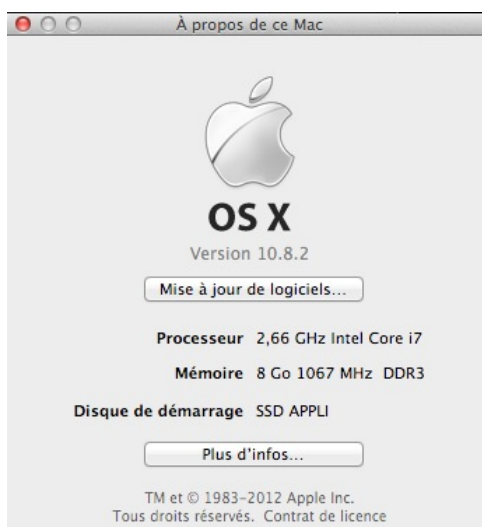 À propos de ce Mac
OS X
Version 10.8.2
Mise à jour de logiciels...
Processeur 2,66 GHz Intel Core i7
Mémoire 8 Go 1067 MHz DDR3
Disque de démarrage SSD APPLI
Plus d'infos...
TM et © 1983-2012 Apple Inc.
Tous droits réservés. Contrat de licence